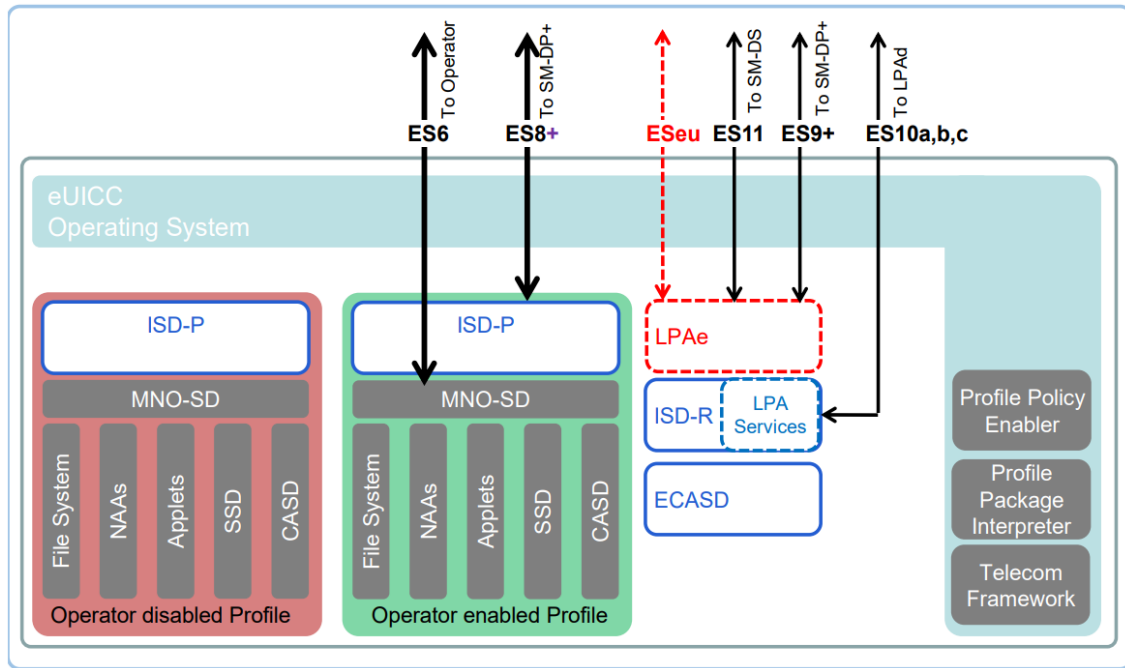 To Operator
To SM-DP+
To SM-DS
To SM-DP+
To LPAd
ES6
ES8+
ESeu
ES11
ES9+
ES10a,b,c
eUICC
Operating System
ISD-P
MNO-SD
File System
NAAs
Applets
SSD
CASD
Operator disabled Profile
ISD-P
MNO-SD
File System
NAAs
Applets
SSD
CASD
Operator enabled Profile
LPAe
ISD-R
LPA
Services
ECASD
Profile Policy
Enabler
Profile
Package
Interpreter
Telecom
Framework